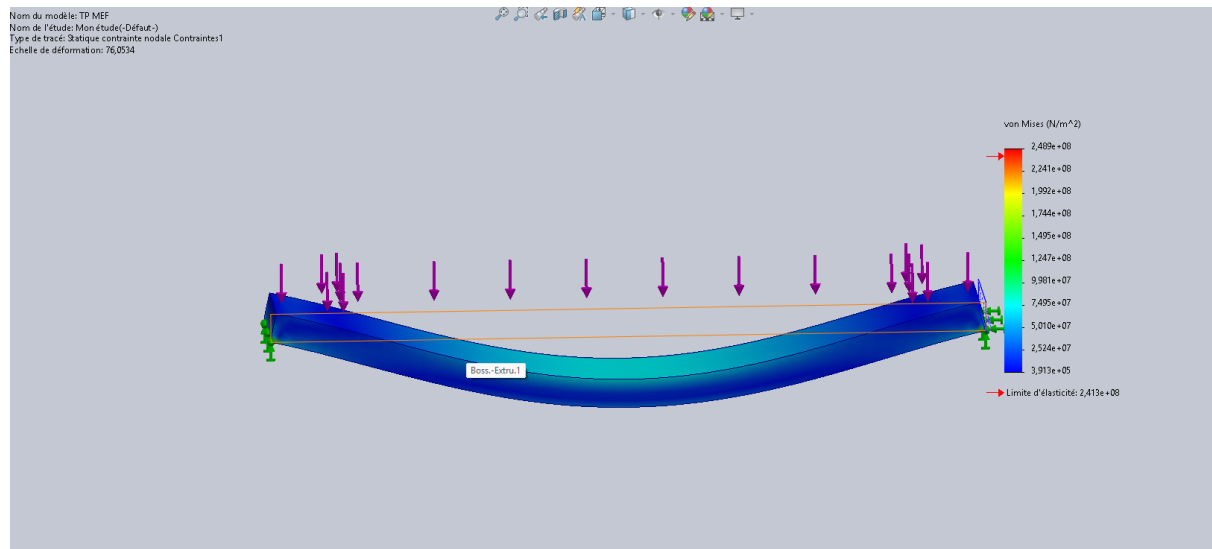 Nom du modèle: TP MEF
Nom de l'étude: Mon étude(-Défaut-)
Type de tracé: Statique contrainte nodale Contraintes1
Echelle de déformation: 76,0534
von Mises (N/m^2)
2,489e+08
2,241e+08
1,992e+08
1,744e+08
1,495e+08
1,247e+08
9,981e+07
7,495e+07
5,010e+07
2,524e+07
3,913e+05
Limite d'élasticité: 2,413e+08
Boss.-Extru.1